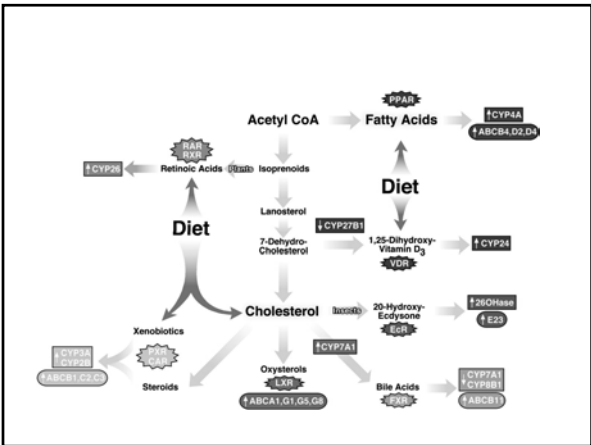 PPAR
Acetyl CoA
Fatty Acids
↑CYP4A
↑ABCB4,D2,D4
RAR
RXR
↑CYP26
Retinoic Acids
Plants
Isoprenoids
Diet
Lanosterol
Diet
↓CYP27B1
7-Dehydro-
Cholesterol
1,25-Dihydroxy-
Vitamin D3
↑CYP24
VDR
Cholesterol
Insects
20-Hydroxy-
Ecdysone
EcR
↑26OHase
↑E23
Xenobiotics
↑CYP7A1
↑CYP3A
CYP2B
PXR
CAR
↑ABCB1,C2,C3
Steroids
Oxysterols
LXR
↑ABCA1,G1,G5,G8
Bile Acids
FXR
↓CYP7A1
CYP8B1
↑ABCB11